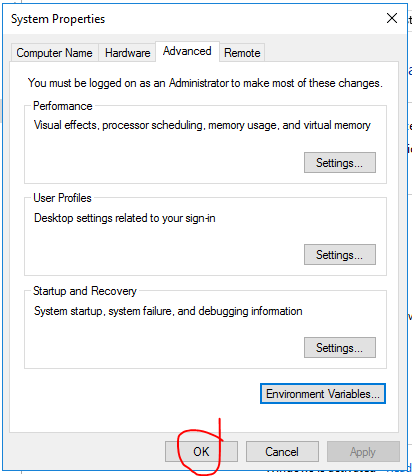 System Properties
Computer Name Hardware Advanced Remote
You must be logged on as an Administrator to make most of these changes.
Performance
Visual effects, processor scheduling, memory usage, and virtual memory
Settings...
User Profiles
Desktop settings related to your sign-in
Settings...
Startup and Recovery
System startup, system failure, and debugging information
Settings...
Environment Variables...
OK Cancel Apply